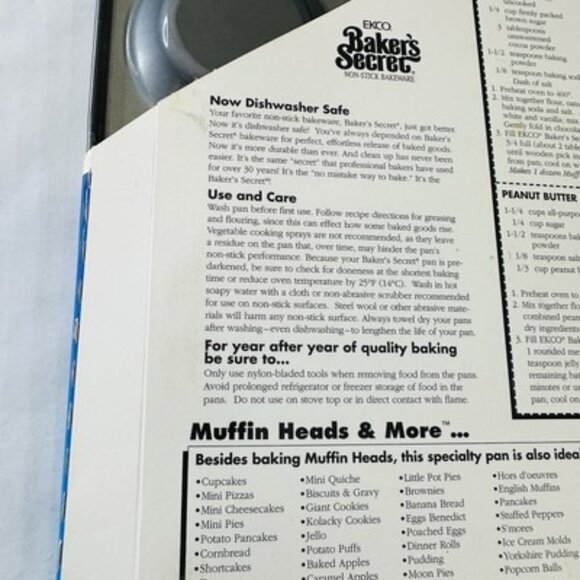 EKCO
Baker's
Secret
NON-STICK BAKEWARE
Now Dishwasher Safe
Your favorite non-stick bakeware, Baker's Secret®, just got better.
Now it's dishwasher safe! You've always depended on Baker's
Secret® bakeware for perfect, effortless release of baked goods.
Now it's more durable than ever. And clean up has never been
easier. It's the same "secret" that professional bakers have used
for over 30 years! It's the "no mistake way to bake." It's the
Baker's Secret®!
Use and Care
Wash pan before first use. Follow recipe directions for greasing
and flouring, since this can effect how some baked goods rise.
Vegetable cooking sprays are not recommended, as they leave
a residue on the pan that, over time, may hinder the pan's
non-stick performance. Because your Baker's Secret® pan is pre-
darkened, be sure to check for doneness at the shortest baking
time or reduce oven temperature by 25°F (14°C). Wash in hot
soapy water with a cloth or non-abrasive scrubber recommended
for use on non-stick surfaces. Steel wool or other abrasive mate-
rials will harm any non-stick surface. Always towel dry your pans
after washing—even dishwashing—to lengthen the life of your pan.
For year after year of quality baking
be sure to...
Only use nylon-bladed tools when removing food from the pans.
Avoid prolonged refrigerator or freezer storage of food in the
pans. Do not use on stove top or in direct contact with flame.
uncooked
1/4 cup firmly packed
brown sugar
3 tablespoons
unsweetened
cocoa powder
1-1/2 teaspoons baking
powder
1/8 teaspoon baking
Dash of salt
1. Preheat oven to 400°.
2. Mix together flour, oats
baking soda and salt.
white and vanilla; mix
Gently fold in chocola
3. Fill EKCO® Baker's S
3/4 full (about 2 table
until wooden pick
from pan; cool on w
Makes 1 dozen Muff
PEANUT BUTTER
1-1/4 cups all-purpo
1/4 cup sugar
1-1/2 teaspoons ba
powder
1/8 teaspoon salt
1/3 cup peanut
1. Preheat oven to
2. Mix together flo
combined pean
dry ingredients
3. Fill EKCO® Bak
1 rounded mea
teaspoon jelly
remaining bat
minutes or u
pan; cool on
Muffin Heads & More™...
Besides baking Muffin Heads, this specialty pan is also idea
•Cupcakes
•Mini Pizzas
•Mini Cheesecakes
•Mini Pies
•Potato Pancakes
•Cornbread
•Shortcakes
•Mini Quiche
•Biscuits & Gravy
•Giant Cookies
•Kolacky Cookies
•Jello
•Potato Puffs
•Baked Apples
•Caramel Apples
•Little Pot Pies
•Brownies
•Banana Bread
•Eggs Benedict
•Poached Eggs
•Dinner Rolls
•Pudding
•Moon Pies
•Hors d'oeuvres
•English Muffins
•Pancakes
•Stuffed Peppers
•S'mores
•Ice Cream Molds
•Yorkshire Pudding
•Popcorn Balls